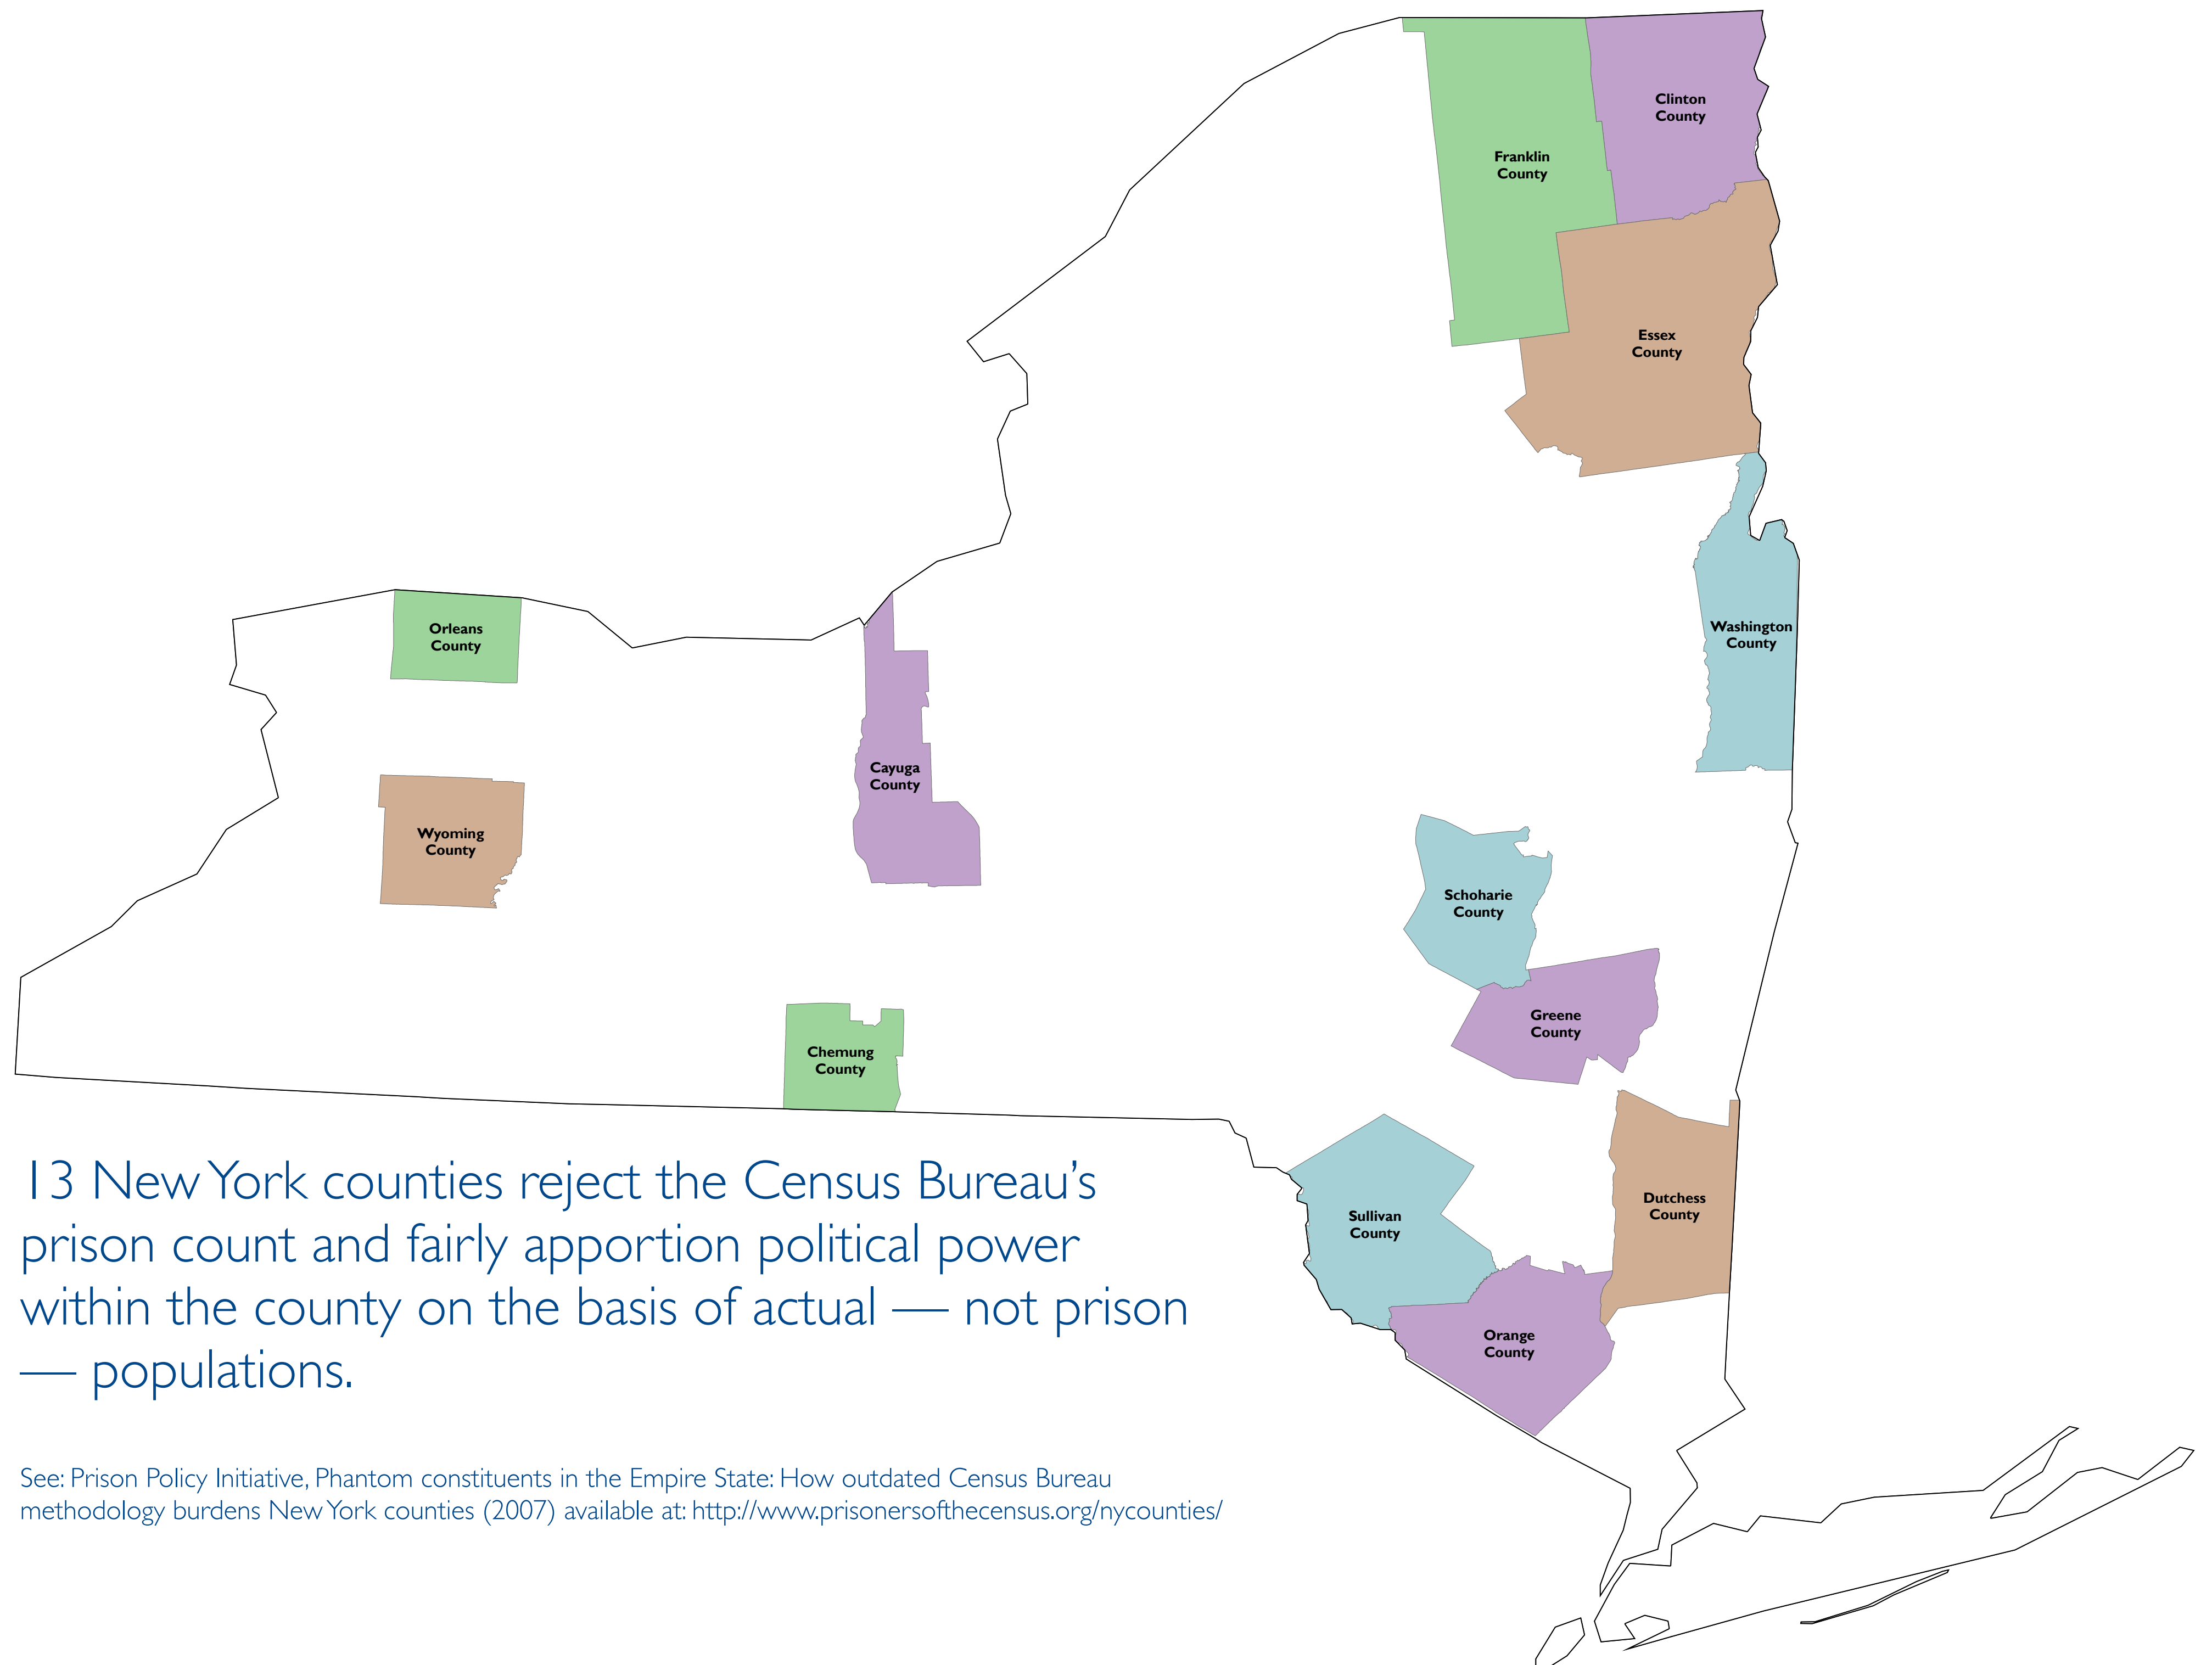 Clinton
County
Franklin
County
Essex
County
Orleans
County
Washington
County
Cayuga
County
Wyoming
County
Schoharie
County
Greene
County
Chemung
County
Dutchess
County
Sullivan
County
Orange
County
13 New York counties reject the Census Bureau’s
prison count and fairly apportion political power
within the county on the basis of actual — not prison
— populations.
See: Prison Policy Initiative, Phantom constituents in the Empire State: How outdated Census Bureau
methodology burdens New York counties (2007) available at: http://www.prisonersofthecensus.org/nycounties/